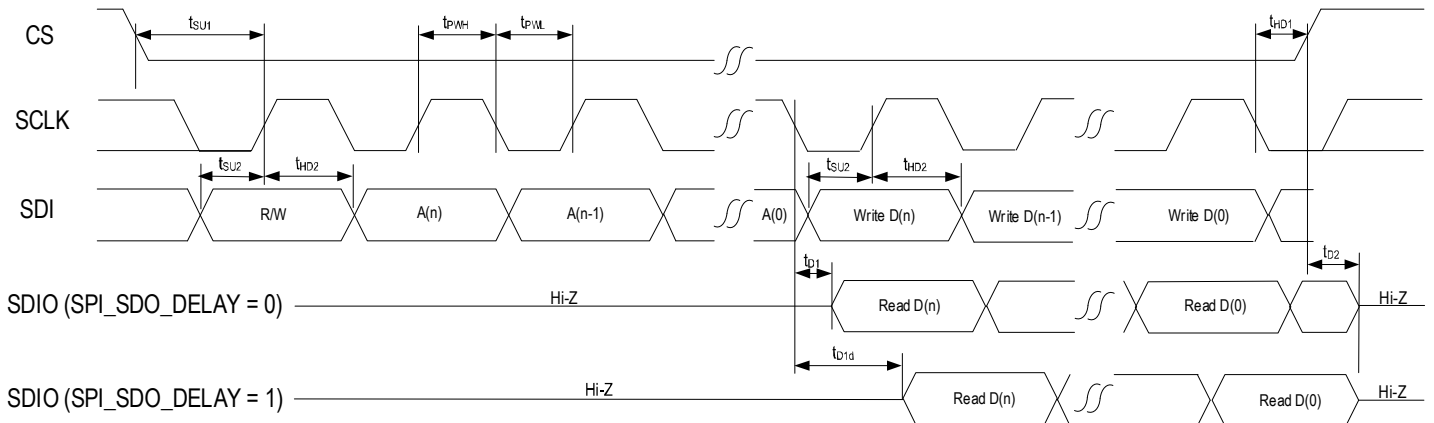 CS tSU1 tPWH tPWL tHD1
SCLK
tSU2 tHD2 tSU2 tHD2
SDI R/W A(n) A(n-1) A(0) Write D(n) Write D(n-1) Write D(0)
tD1 tD2
SDIO (SPI_SDO_DELAY = 0) Hi-Z Read D(n) Read D(0) Hi-Z
tD1d
SDIO (SPI_SDO_DELAY = 1) Hi-Z Read D(n) Read D(0) Hi-Z